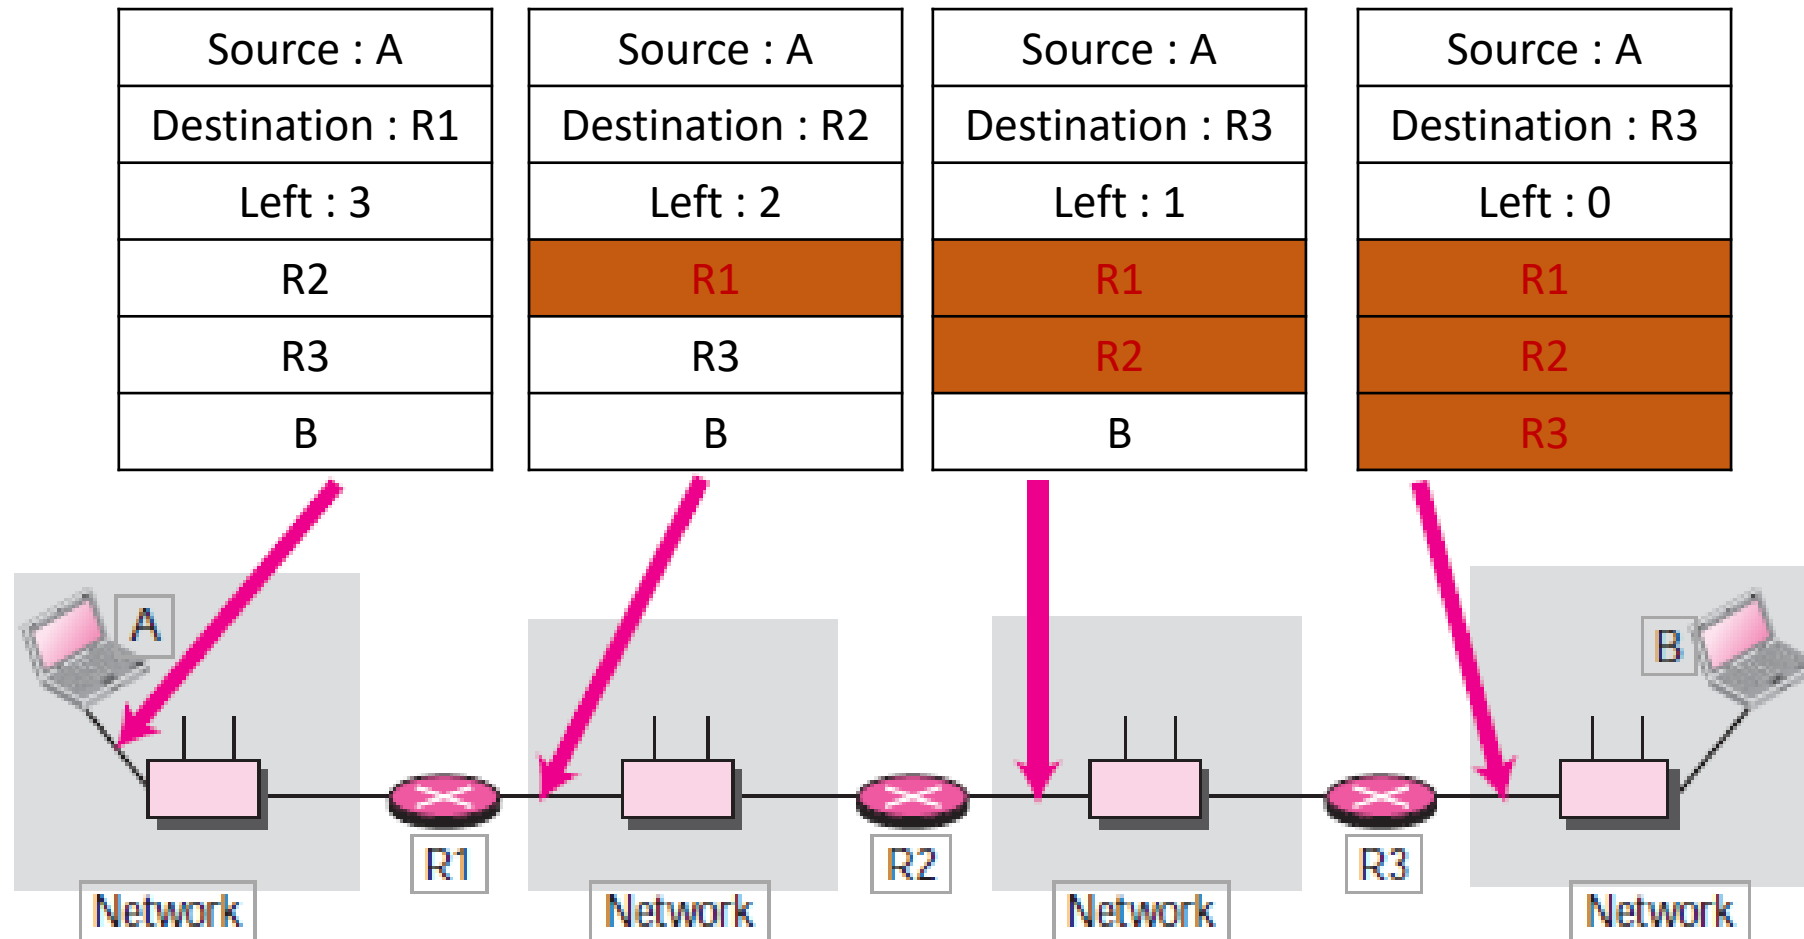 Source : A
Destination : R1
Left : 3
R2
R3
B
Source : A
Destination : R2
Left : 2
R1
R3
B
Source : A
Destination : R3
Left : 1
R1
R2
B
Source : A
Destination : R3
Left : 0
R1
R2
R3
A
B
R1
R2
R3
Network
Network
Network
Network